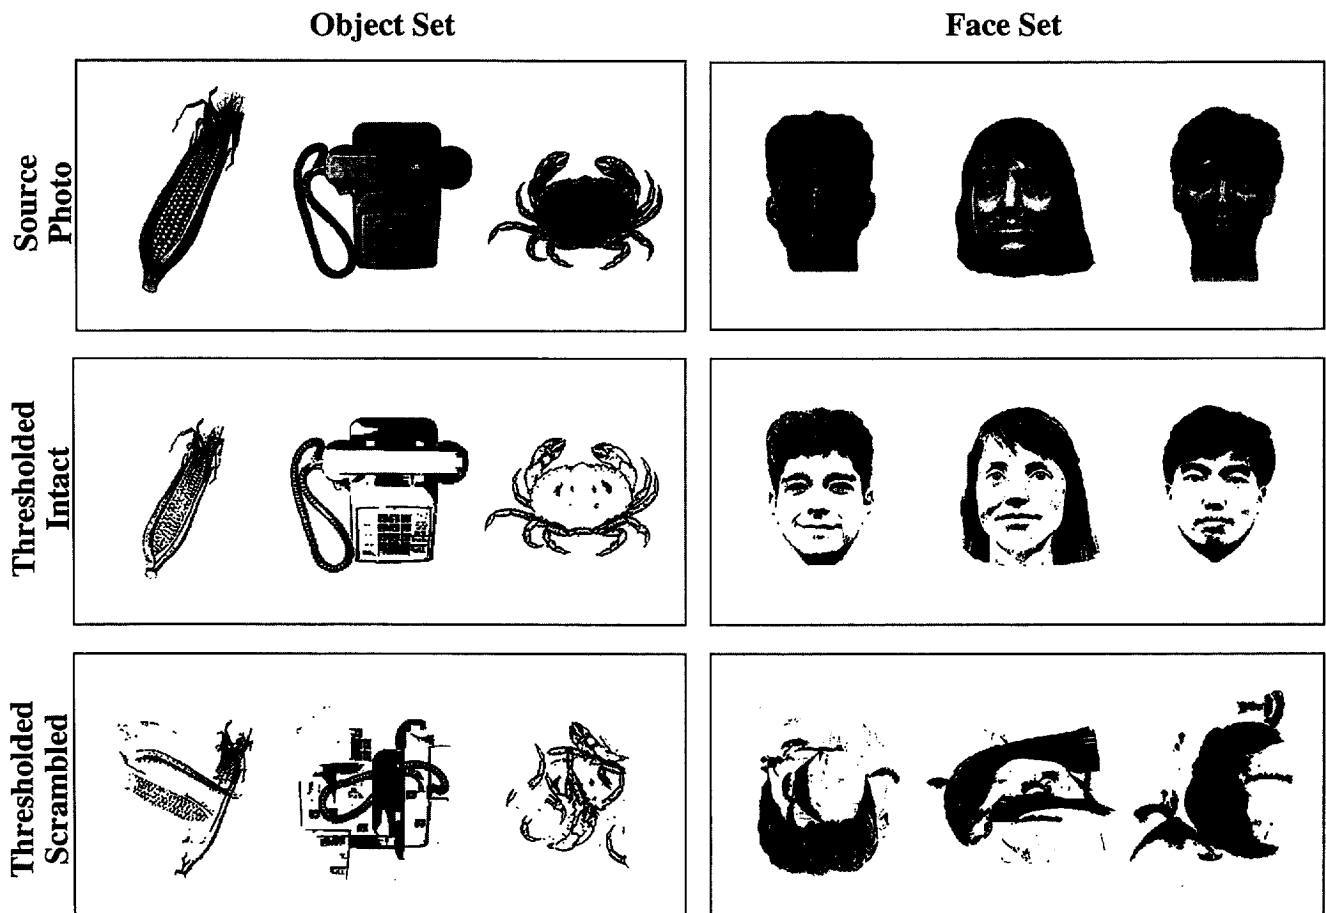 Object Set
Face Set
Source
Photo
Thresholded
Intact
Thresholded
Scrambled